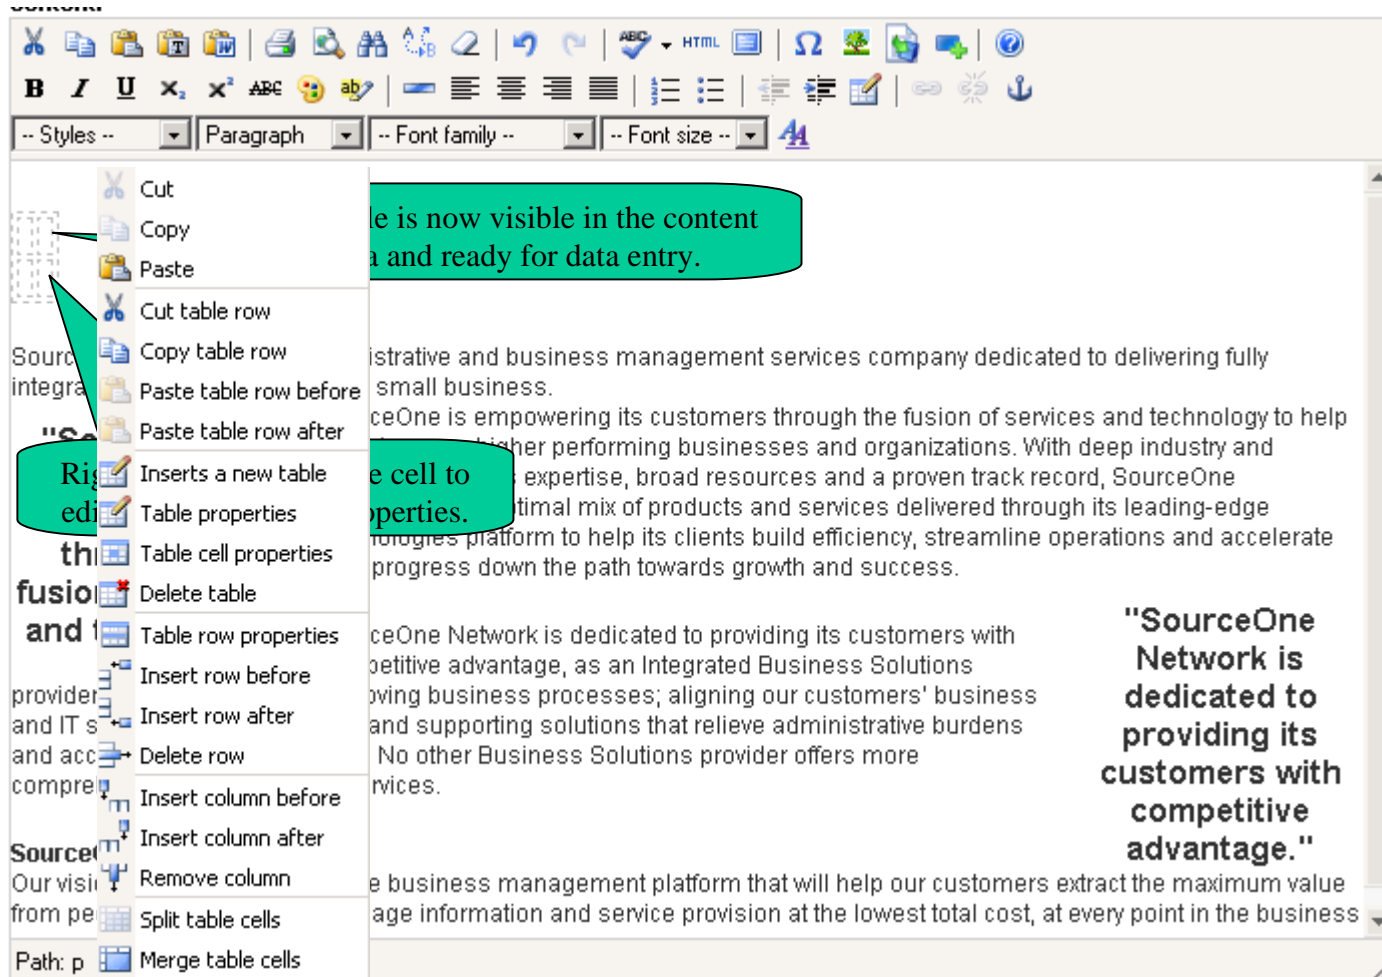 HTML
B I U ABC
-- Styles -- Paragraph -- Font family -- -- Font size --
Cut
Copy
Paste
Cut table row
Copy table row
Paste table row before
Paste table row after
Inserts a new table
Table properties
Table cell properties
Delete table
Table row properties
Insert row before
Insert row after
Delete row
Insert column before
Insert column after
Remove column
Split table cells
Merge table cells
is now visible in the content
and ready for data entry.
cell to
and business management services company dedicated to delivering fully
small business.
is empowering its customers through the fusion of services and technology to help
performing businesses and organizations. With deep industry and
expertise, broad resources and a proven track record, SourceOne
mix of products and services delivered through its leading-edge
platform to help its clients build efficiency, streamline operations and accelerate
progress down the path towards growth and success.
and
Network is dedicated to providing its customers with
advantage, as an Integrated Business Solutions
provider business processes; aligning our customers' business
and IT and supporting solutions that relieve administrative burdens
and No other Business Solutions provider offers more
"SourceOne
Network is
dedicated to
providing its
customers with
competitive
advantage."
Our business management platform that will help our customers extract the maximum value
from information and service provision at the lowest total cost, at every point in the business
Path: p